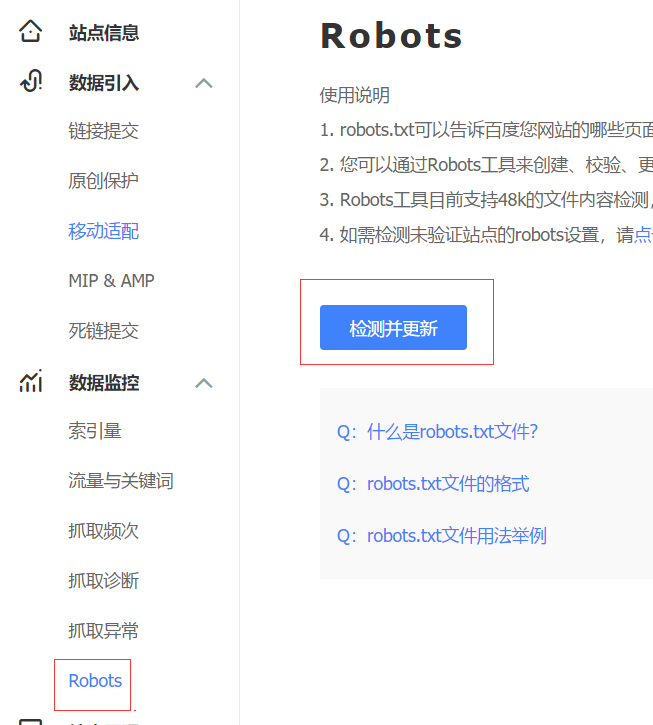 站点信息
数据引入
链接提交
原创保护
移动适配
MIP & AMP
死链提交
数据监控
索引量
流量与关键词
抓取频次
抓取诊断
抓取异常
Robots
Robots
使用说明
1. robots.txt可以告诉百度您网站的哪些页面
2. 您可以通过Robots工具来创建、校验、更
3. Robots工具目前支持48k的文件内容检测，
4. 如需检测未验证站点的robots设置，请点
检测并更新
Q：什么是robots.txt文件？
Q：robots.txt文件的格式
Q：robots.txt文件用法举例